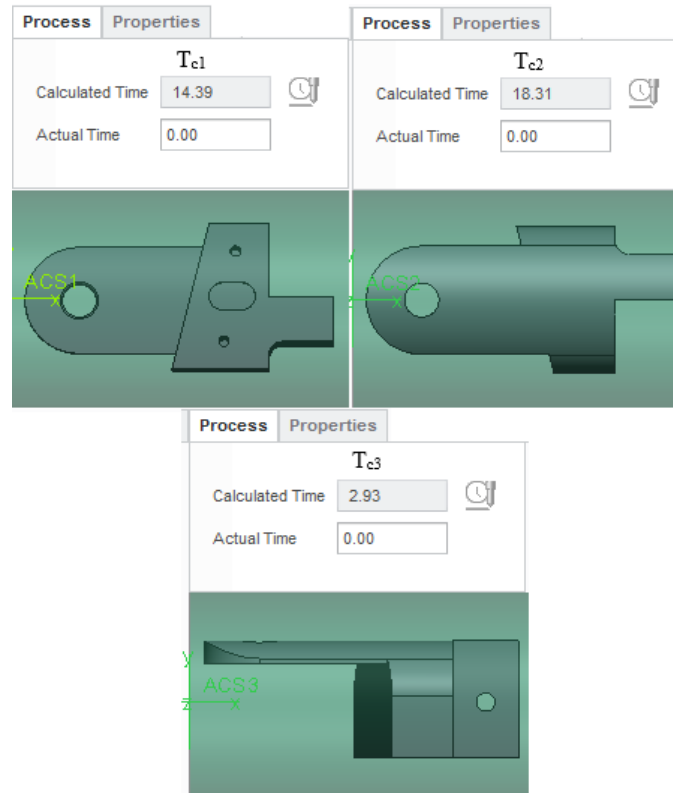 Process Properties
Tc1
Calculated Time 14.39
Actual Time 0.00
ACS1
x
Process Properties
Tc2
Calculated Time 18.31
Actual Time 0.00
ACS2
x
Process Properties
Tc3
Calculated Time 2.93
Actual Time 0.00
y
ACS3
z x